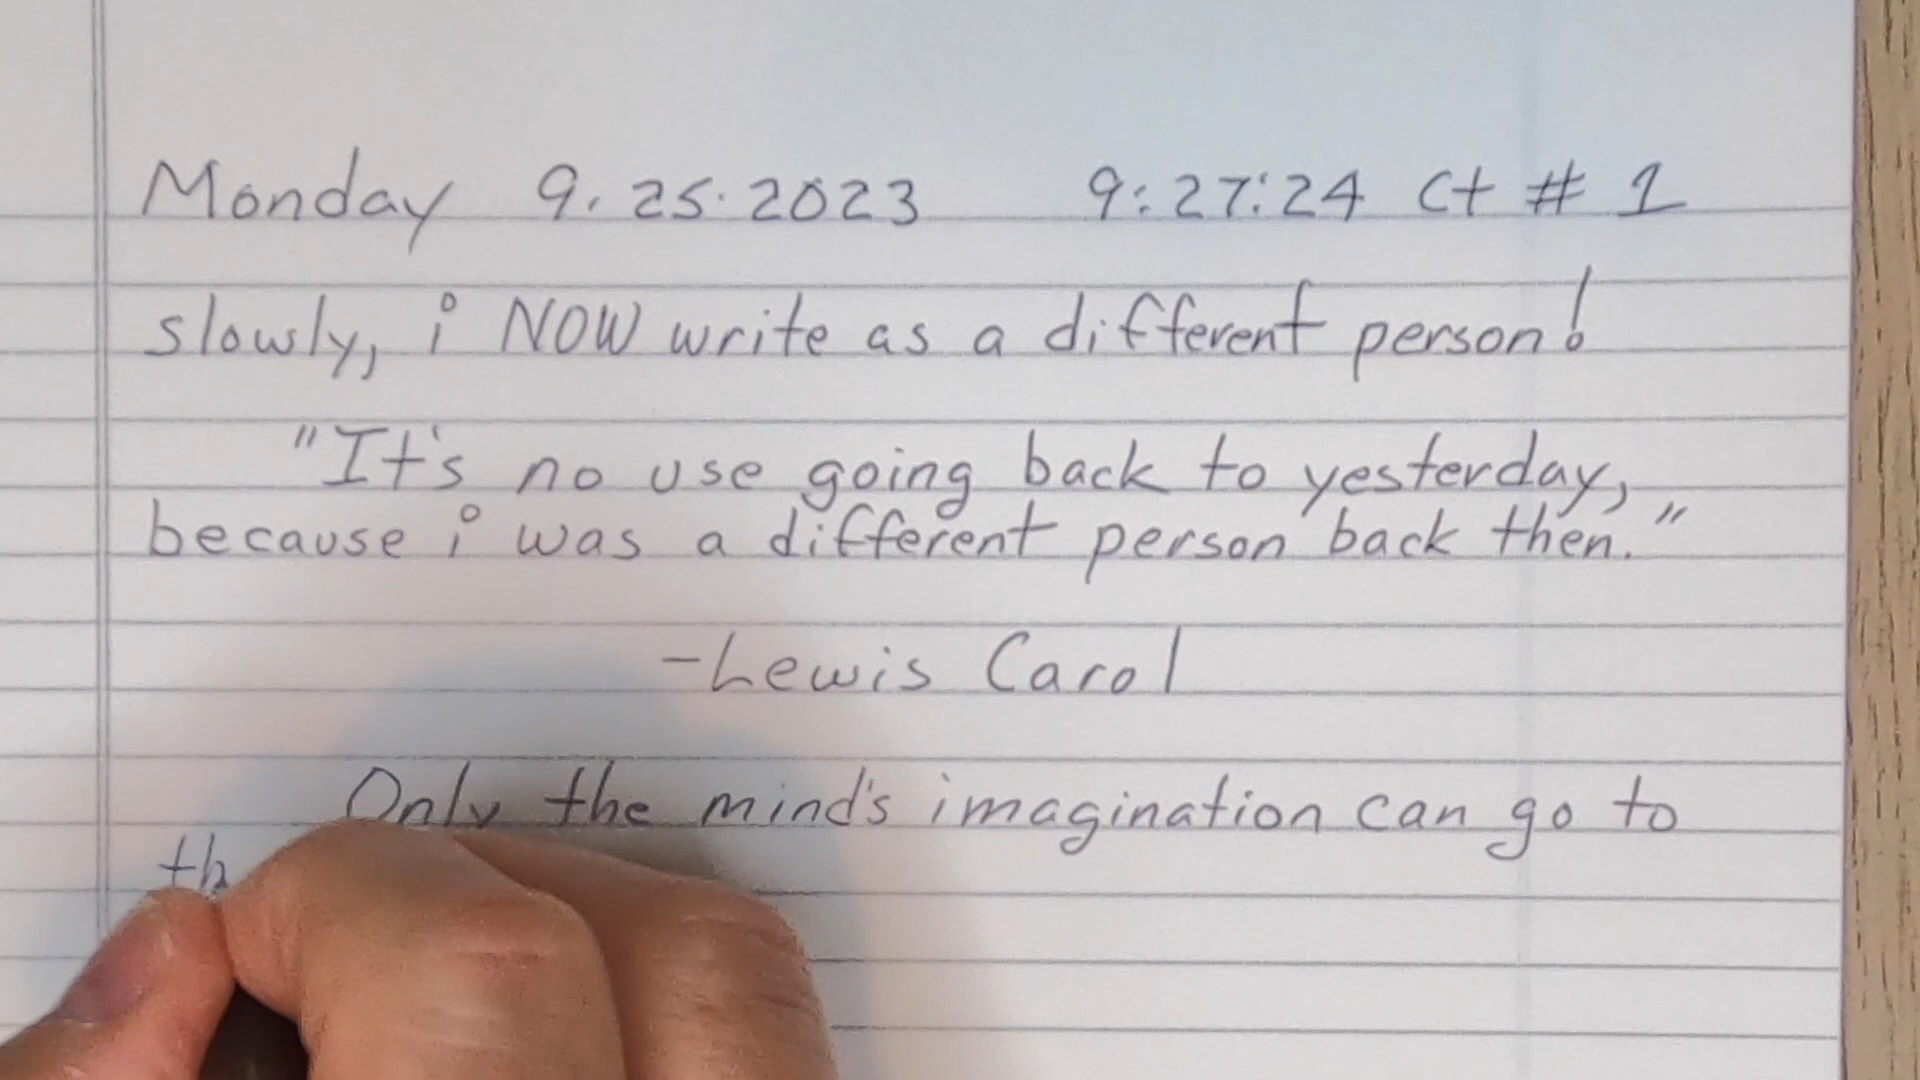 Monday 9.25.2023 9:27:24 Ct # 1
slowly, i NOW write as a different person!
"It's no use going back to yesterday,
because i was a different person back then."
-Lewis Carol
Only the mind's imagination can go to